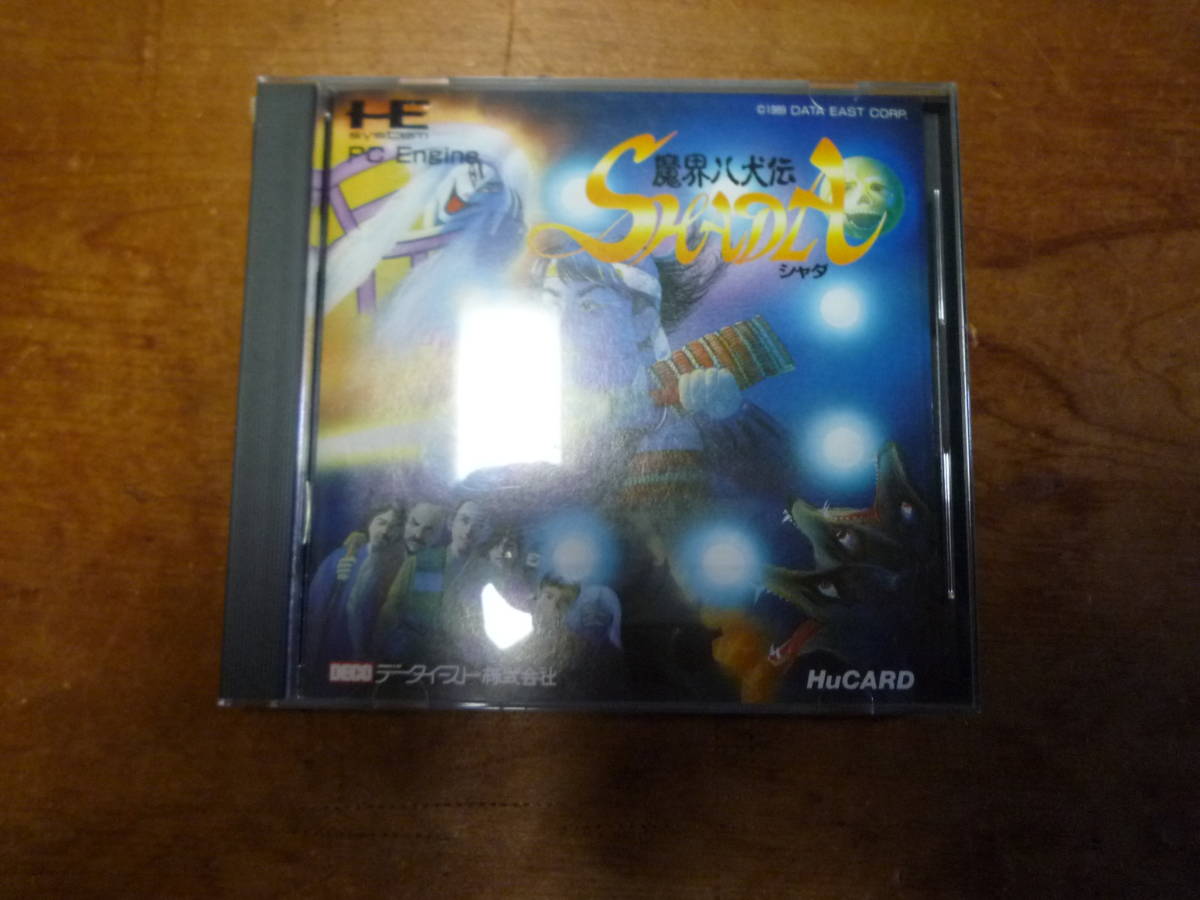 HE
system
PC Engine
©1989 DATA EAST CORP.
魔界八犬伝
SHADA
シャダ
DECO データイースト株式会社
HuCARD